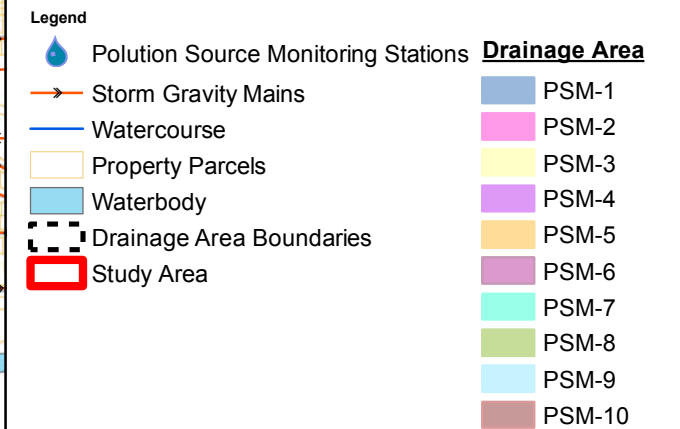 Legend
Polution Source Monitoring Stations
Storm Gravity Mains
Watercourse
Property Parcels
Waterbody
Drainage Area Boundaries
Study Area
Drainage Area
PSM-1
PSM-2
PSM-3
PSM-4
PSM-5
PSM-6
PSM-7
PSM-8
PSM-9
PSM-10